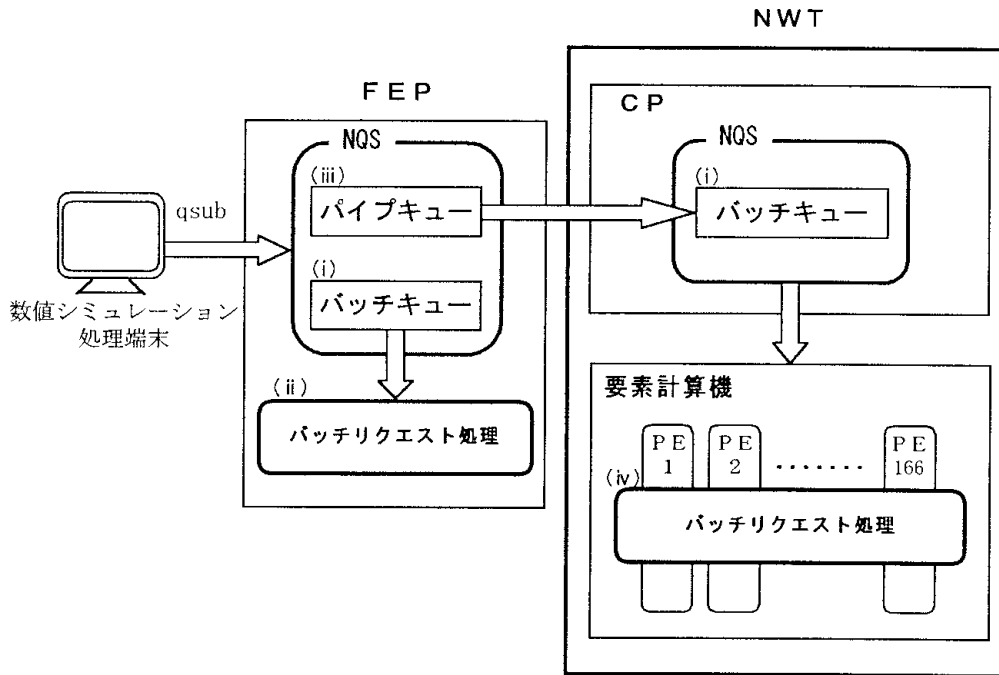 NWT
FEP
CP
NQS
NQS
(iii)
パイプキュー
(i)
バッチキュー
qsub
(i)
バッチキュー
数値シミュレーション
処理端末
(ii)
バッチリクエスト処理
要素計算機
PE
1
PE
2
.......
PE
166
(iv)
バッチリクエスト処理